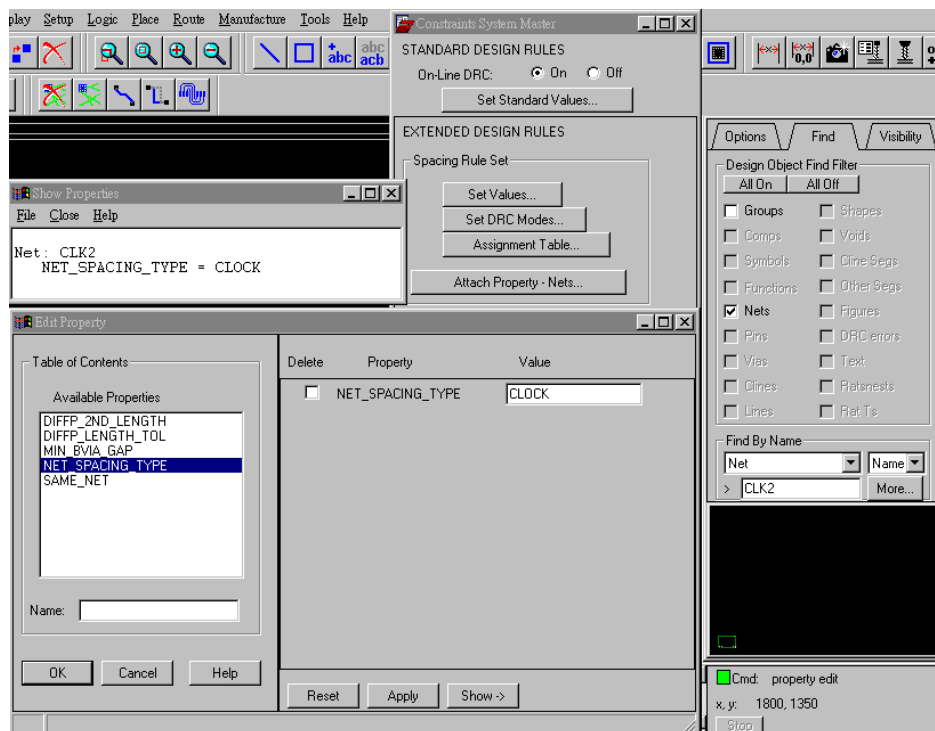 play Setup Logic Place Route Manufacture Tools Help
abc abc acb
0,0
Constraints System Master
STANDARD DESIGN RULES
On-Line DRC: On Off
Set Standard Values...
EXTENDED DESIGN RULES
Spacing Rule Set
Set Values...
Set DRC Modes...
Assignment Table...
Attach Property - Nets...
Show Properties
File Close Help
Net: CLK2
NET_SPACING_TYPE = CLOCK
Edit Property
Table of Contents
Available Properties
DIFFP_2ND_LENGTH
DIFFP_LENGTH_TOL
MIN_BVIA_GAP
NET_SPACING_TYPE
SAME_NET
Name:
OK Cancel Help
Delete Property Value
NET_SPACING_TYPE CLOCK
Reset Apply Show ->
Options Find Visibility
Design Object Find Filter
All On All Off
Groups Shapes
Comps Voids
Symbols Cline Segs
Functions Other Segs
Nets Figures
Pins DRC errors
Vias Text
Clines Ratsnests
Lines Rat Ts
Find By Name
Net Name
> CLK2 More...
Cmd: property edit
x, y: 1800, 1350
Stop